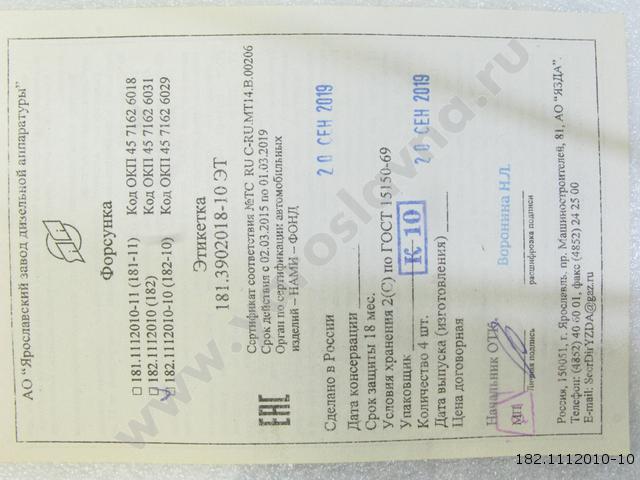 АО “Ярославский завод дизельной аппаратуры”
Форсунка
□ 181.1112010-11 (181-11) Код ОКП 45 7162 6018
□ 182.1112010 (182) Код ОКП 45 7162 6031
□ 182.1112010-10 (182-10) Код ОКП 45 7162 6029
Этикетка
181.3902018-10 ЭТ
ЕАС
Сертификат соответствия №ТС RU C-RU.МТ14.В.00206
Срок действия с 02.03.2015 по 01.03.2019
Орган по сертификации автомобильных
изделий – НАМИ – ФОНД
Сделано в России
Дата консервации 20 СЕН 2019
Срок защиты 18 мес.
Условия хранения 2(С) по ГОСТ 15150-69
Упаковщик К 10
Количество 4 шт.
Дата выпуска (изготовления) 20 СЕН 2019
Цена договорная
Начальник ОТК Воронина Н.Л.
МП личная подпись расшифровка подписи
Россия, 150051, г. Ярославль, пр. Машиностроителей, 81, АО “ЯЗДА”.
Телефон: (4852) 40 60 01, факс (4852) 24 25 00
E-mail: SecrDirYZDA@gaz.ru
www.Yaroslavna.ru
182.1112010-10